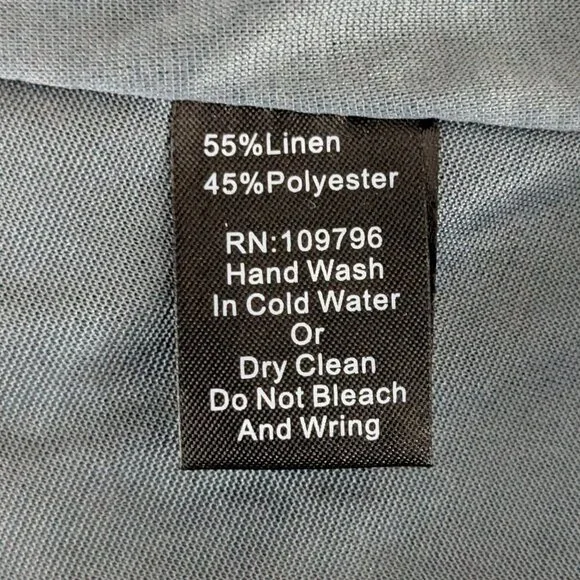 55%Linen
45%Polyester
RN:109796
Hand Wash
In Cold Water
Or
Dry Clean
Do Not Bleach
And Wring